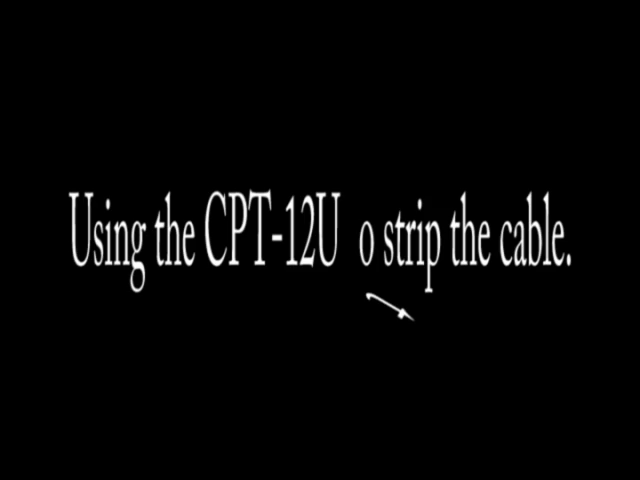 Using the CPT-12U o strip the cable.
t